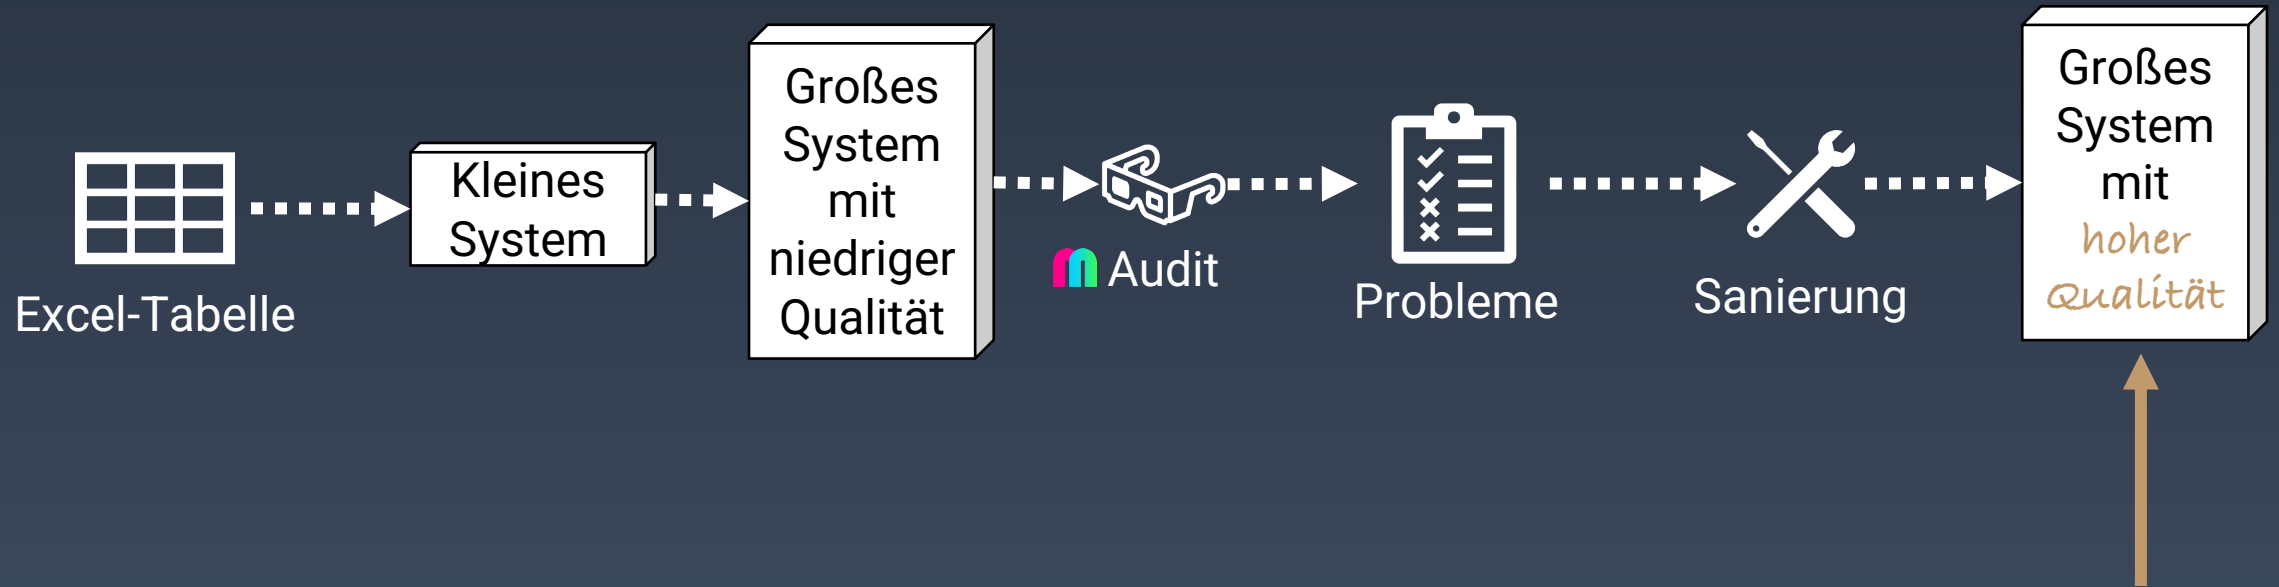 Excel-Tabelle
Kleines
System
Großes
System
mit
niedriger
Qualität
Audit
Probleme
Sanierung
Großes
System
mit
hoher
Qualität